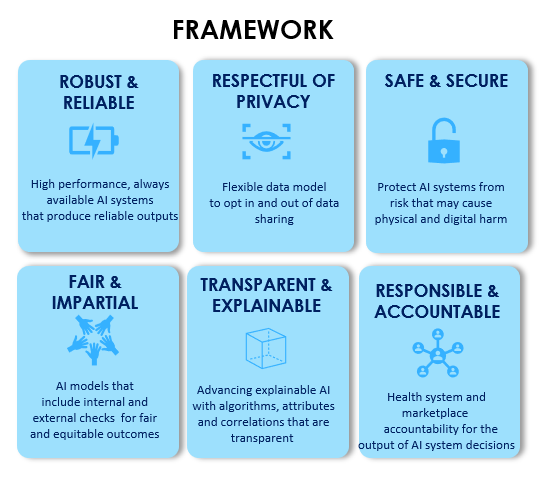 FRAMEWORK
ROBUST &
RELIABLE
High performance, always
available AI systems
that produce reliable outputs
RESPECTFUL OF
PRIVACY
Flexible data model
to opt in and out of data
sharing
SAFE & SECURE
Protect AI systems from
risk that may cause
physical and digital harm
FAIR &
IMPARTIAL
AI models that
include internal and
external checks for fair
and equitable outcomes
TRANSPARENT &
EXPLAINABLE
Advancing explainable AI
with algorithms, attributes
and correlations that are
transparent
RESPONSIBLE &
ACCOUNTABLE
Health system and
marketplace
accountability for the
output of AI system decisions